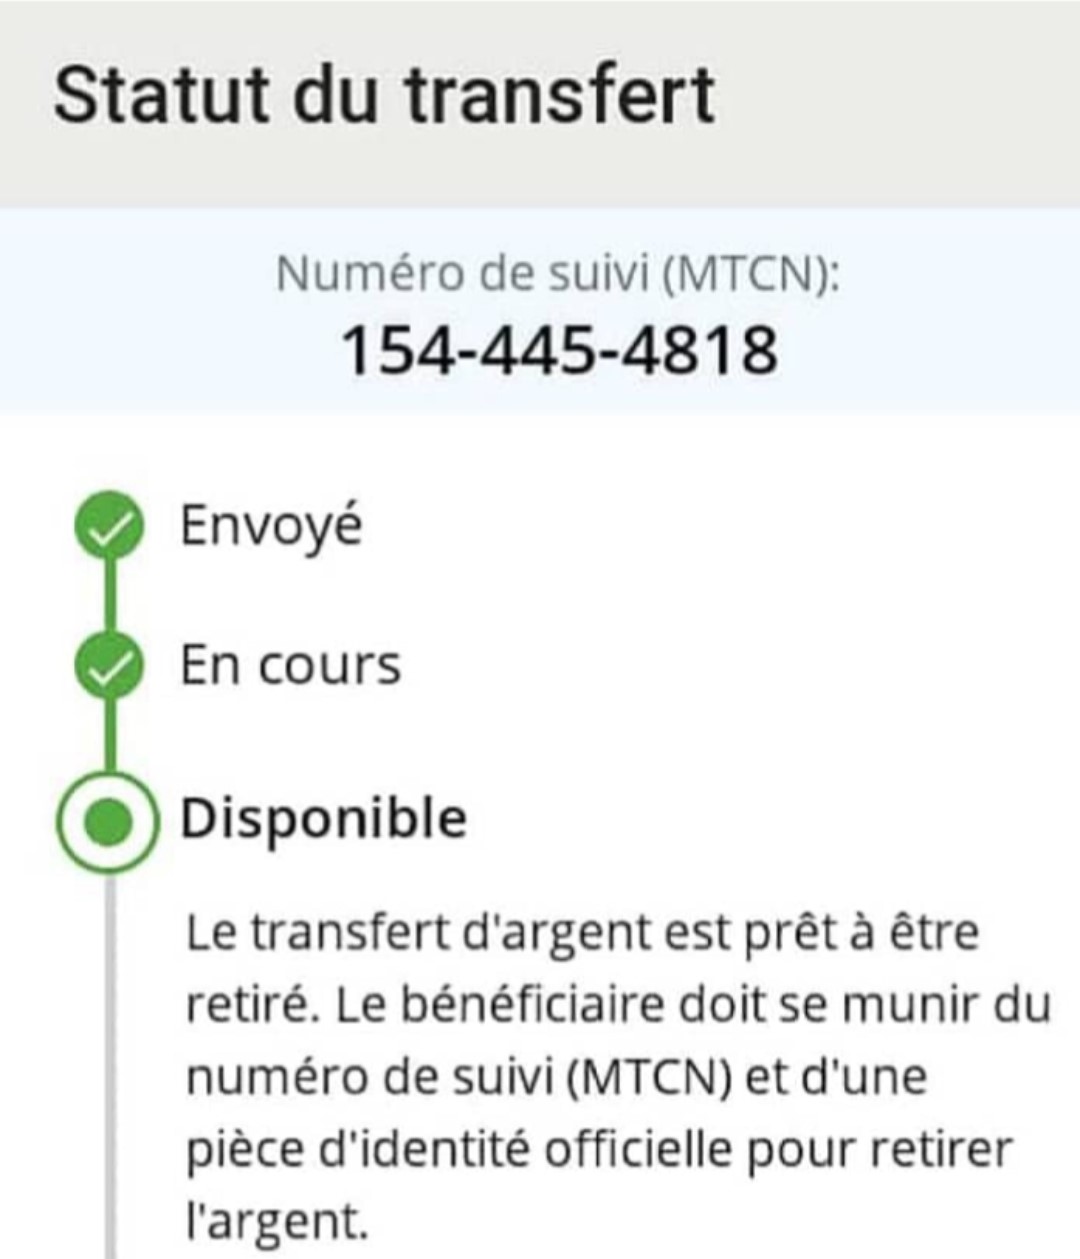 Statut du transfert
Numéro de suivi (MTCN):
154-445-4818
Envoyé
En cours
Disponible
Le transfert d'argent est prêt à être
retiré. Le bénéficiaire doit se munir du
numéro de suivi (MTCN) et d'une
pièce d'identité officielle pour retirer
l'argent.